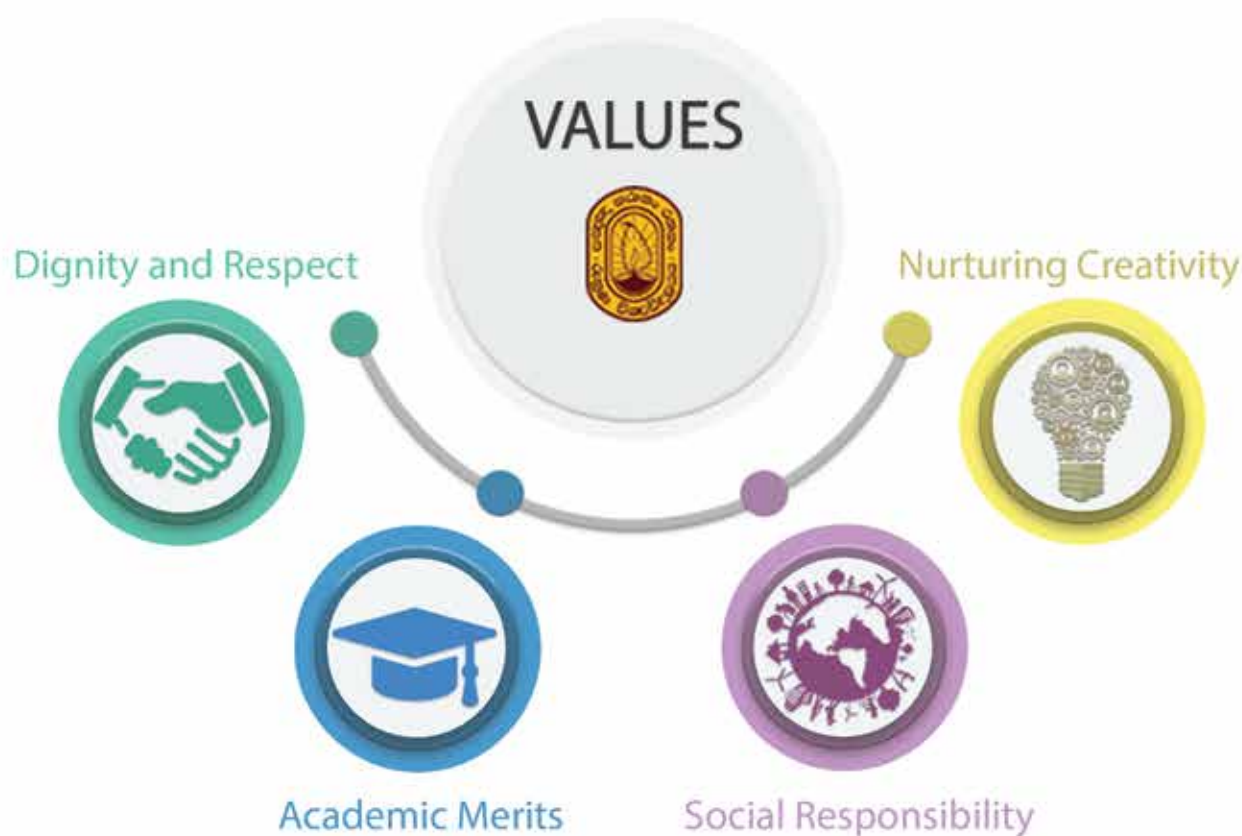 VALUES
Dignity and Respect
Nurturing Creativity
Academic Merits
Social Responsibility